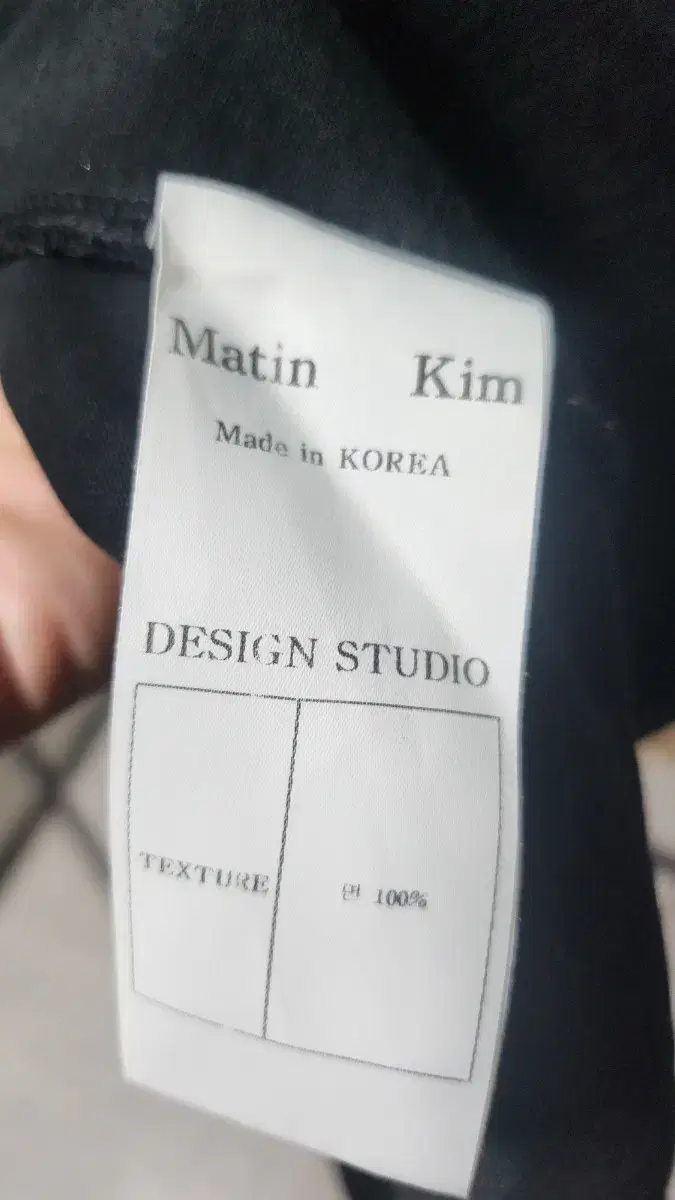 Matin Kim
Made in KOREA
DESIGN STUDIO
TEXTURE
면 100%